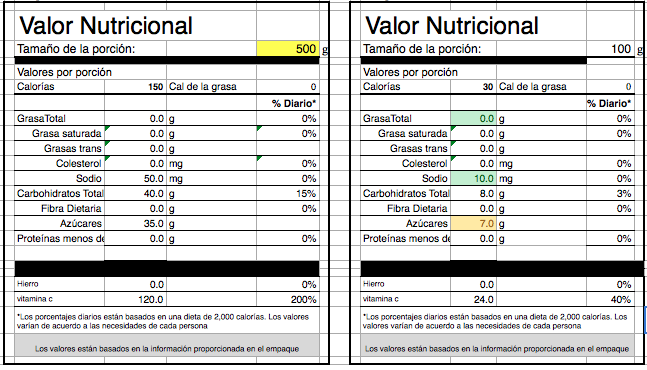 Valor Nutricional
Tamaño de la porción: 500 g
Valores por porción
Calorías 150 Cal de la grasa 0
% Diario*
GrasaTotal 0.0 g 0%
Grasa saturada 0.0 g 0%
Grasas trans 0.0 g
Colesterol 0.0 mg 0%
Sodio 50.0 mg 0%
Carbohidratos Total 40.0 g 15%
Fibra Dietaria 0.0 g 0%
Azúcares 35.0 g
Proteínas menos de 0.0 g 0%
Hierro 0.0 0%
vitamina c 120.0 200%
*Los porcentajes diarios están basados en una dieta de 2,000 calorías. Los valores
varían de acuerdo a las necesidades de cada persona
Los valores están basados en la información proporcionada en el empaque
Valor Nutricional
Tamaño de la porción: 100 g
Valores por porción
Calorías 30 Cal de la grasa 0
% Diario*
GrasaTotal 0.0 g 0%
Grasa saturada 0.0 g 0%
Grasas trans 0.0 g
Colesterol 0.0 mg 0%
Sodio 10.0 mg 0%
Carbohidratos Total 8.0 g 3%
Fibra Dietaria 0.0 g 0%
Azúcares 7.0 g
Proteínas menos de 0.0 g 0%
Hierro 0.0 0%
vitamina c 24.0 40%
*Los porcentajes diarios están basados en una dieta de 2,000 calorías. Los
valores varían de acuerdo a las necesidades de cada persona
Los valores están basados en la información proporcionada en el empaque